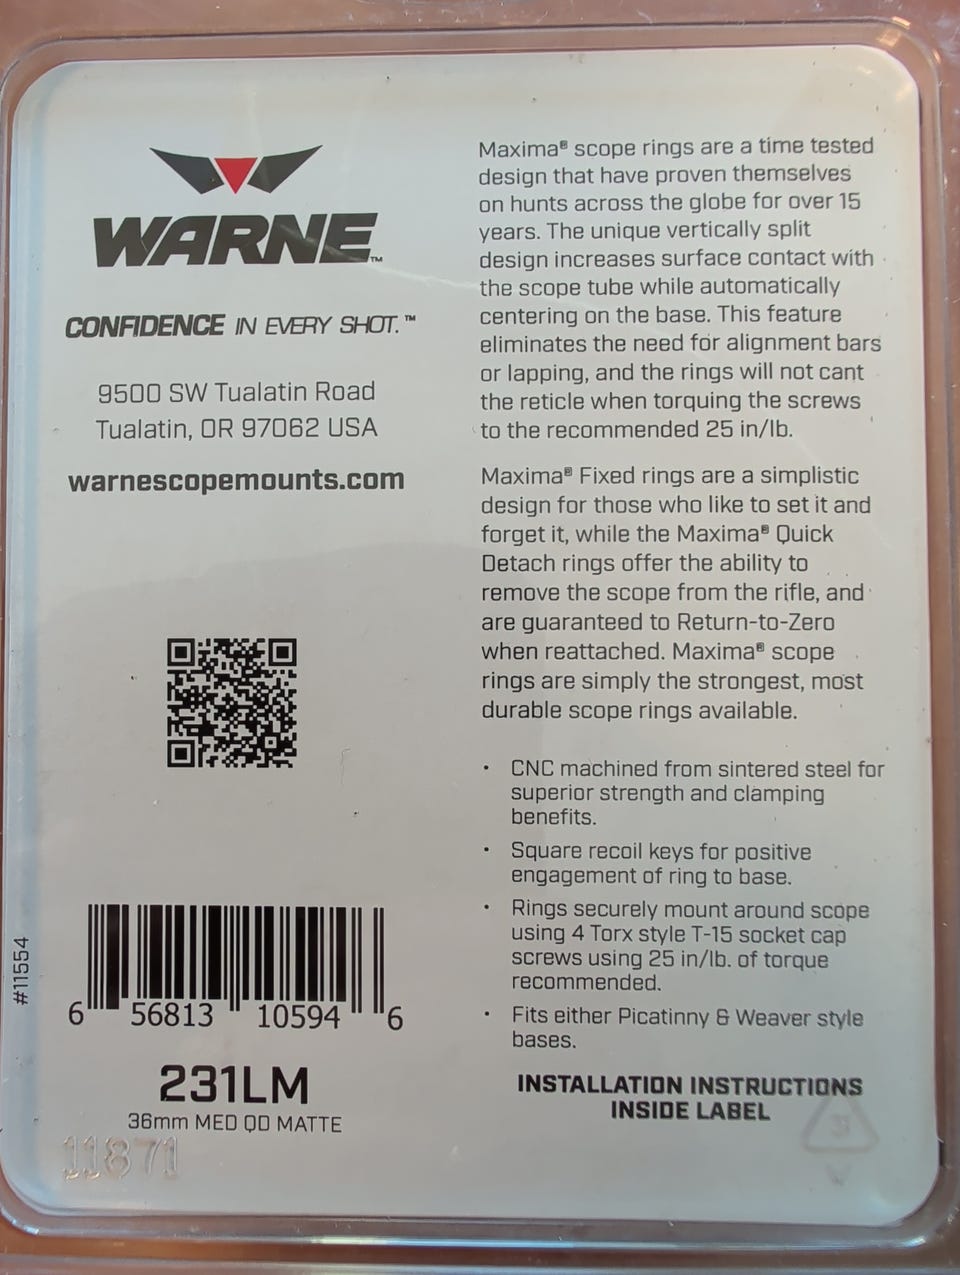 WARNE™
CONFIDENCE IN EVERY SHOT.™
9500 SW Tualatin Road
Tualatin, OR 97062 USA
warnescopemounts.com
#11554
6 56813 10594 6
231LM
36mm MED QD MATTE
11871
Maxima® scope rings are a time tested
design that have proven themselves
on hunts across the globe for over 15
years. The unique vertically split
design increases surface contact with
the scope tube while automatically
centering on the base. This feature
eliminates the need for alignment bars
or lapping, and the rings will not cant
the reticle when torquing the screws
to the recommended 25 in/lb.
Maxima® Fixed rings are a simplistic
design for those who like to set it and
forget it, while the Maxima® Quick
Detach rings offer the ability to
remove the scope from the rifle, and
are guaranteed to Return-to-Zero
when reattached. Maxima® scope
rings are simply the strongest, most
durable scope rings available.
· CNC machined from sintered steel for
superior strength and clamping
benefits.
· Square recoil keys for positive
engagement of ring to base.
· Rings securely mount around scope
using 4 Torx style T-15 socket cap
screws using 25 in/lb. of torque
recommended.
· Fits either Picatinny & Weaver style
bases.
INSTALLATION INSTRUCTIONS
INSIDE LABEL